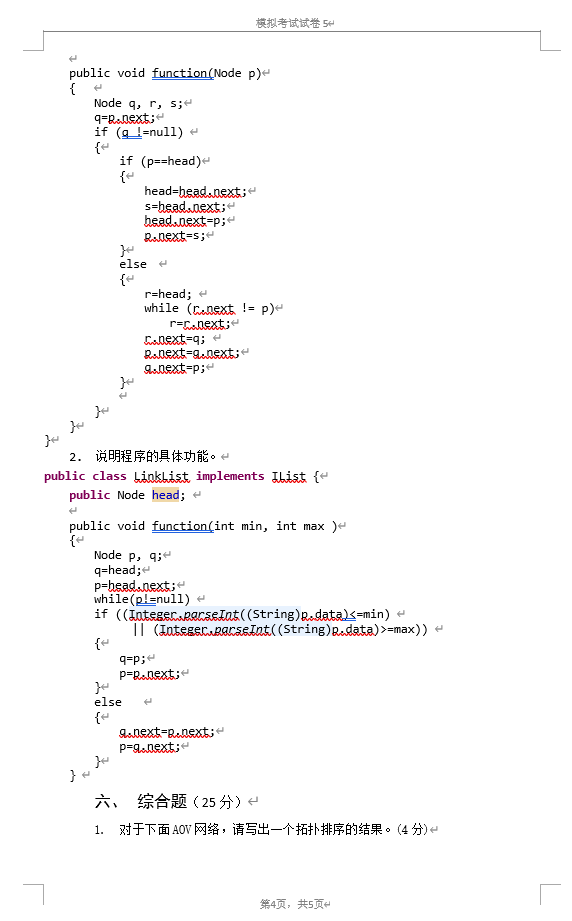 模拟考试试卷 5
public void function(Node p)
{
Node q, r, s;
q=p.next;
if (q !=null)
{
if (p==head)
{
head=head.next;
s=head.next;
head.next=p;
p.next=s;
}
else
{
r=head;
while (r.next != p)
r=r.next;
r.next=q;
p.next=q.next;
q.next=p;
}
}
}
}
2. 说明程序的具体功能。
public class LinkList implements IList {
public Node head;
public void function(int min, int max )
{
Node p, q;
q=head;
p=head.next;
while(p!=null)
if ((Integer.parseInt((String)p.data)<=min)
|| (Integer.parseInt((String)p.data)>=max))
{
q=p;
p=p.next;
}
else
{
q.next=p.next;
p=q.next;
}
}
六、 综合题（25 分）
1. 对于下面 AOV 网络，请写出一个拓扑排序的结果。(4 分)
第4页，共5页